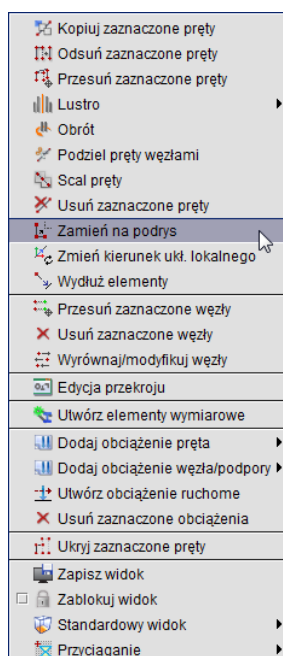 Kopiuj zaznaczone pręty
Odsuń zaznaczone pręty
Przesuń zaznaczone pręty
Lustro
Obrót
Podziel pręty węzłami
Scal pręty
Usuń zaznaczone pręty
Zamień na podrys
Zmień kierunek ukł. lokalnego
Wydłuż elementy
Przesuń zaznaczone węzły
Usuń zaznaczone węzły
Wyrównaj/modyfikuj węzły
Edycja przekroju
Utwórz elementy wymiarowe
Dodaj obciążenie pręta
Dodaj obciążenie węzła/podpory
Utwórz obciążenie ruchome
Usuń zaznaczone obciążenia
Ukryj zaznaczone pręty
Zapisz widok
Zablokuj widok
Standardowy widok
Przyciąganie